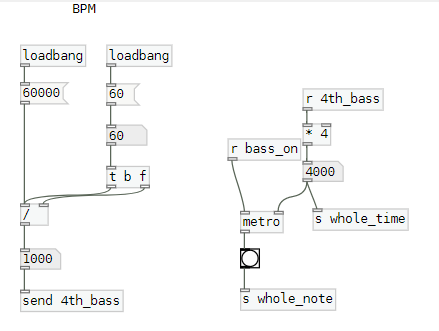 BPM
loadbang
loadbang
60000
60
60
t b f
/
1000
send 4th_bass
r 4th_bass
* 4
r bass_on
4000
metro
s whole_time
s whole_note